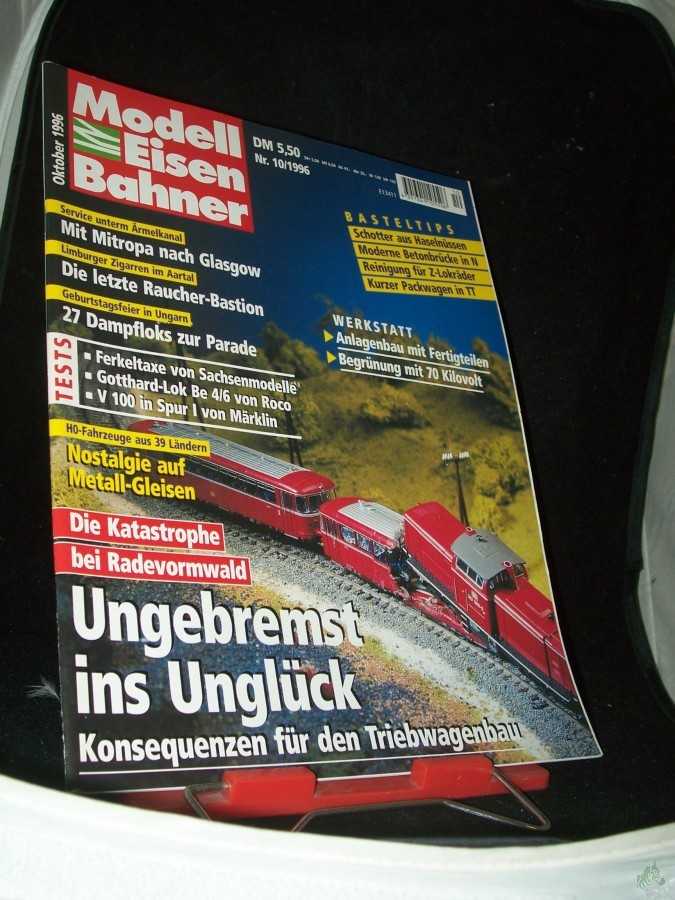 Oktober 1996
Modell
Eisen
Bahner
DM 5,50
Nr. 10/1996
E13411
10
Service unterm Ärmelkanal
Mit Mitropa nach Glasgow
Limburger Zigarren im Aartal
Die letzte Raucher-Bastion
Geburtstagsfeier in Ungarn
27 Dampfloks zur Parade
TESTS
▪ Ferkeltaxe von Sachsenmodelle
▪ Gotthard-Lok Be 4/6 von Roco
▪ V 100 in Spur I von Märklin
H0-Fahrzeuge aus 39 Ländern
Nostalgie auf
Metall-Gleisen
BASTELTIPS
Schotter aus Haselnüssen
Moderne Betonbrücke in N
Reinigung für Z-Lokräder
Kurzer Packwagen in TT
WERKSTATT
Anlagenbau mit Fertigteilen
Begrünung mit 70 Kilovolt
Die Katastrophe
bei Radevormwald
Ungebremst
ins Unglück
Konsequenzen für den Triebwagenbau